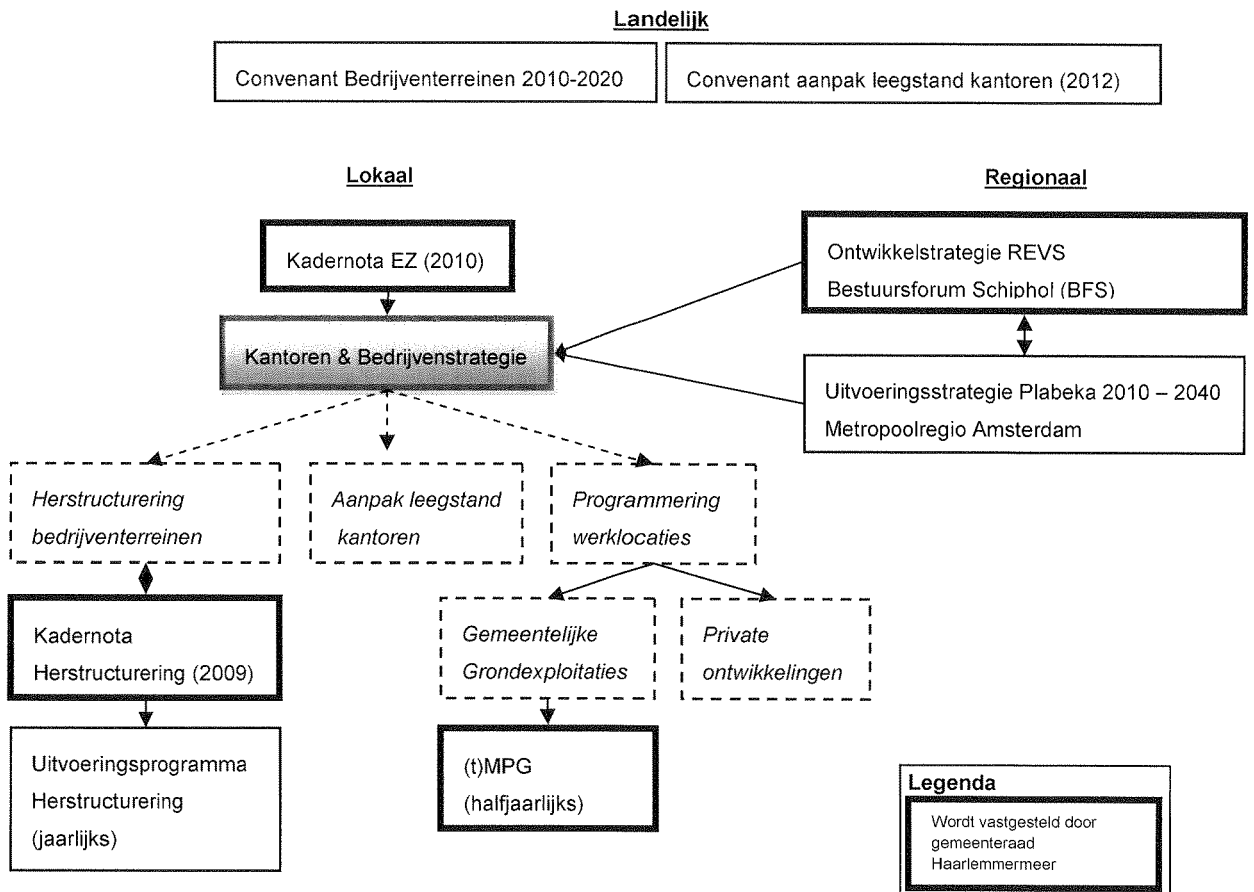 Landelijk
Convenant Bedrijventerreinen 2010-2020
Convenant aanpak leegstand kantoren (2012)
Lokaal
Regionaal
Kadernota EZ (2010)
Ontwikkelstrategie REVS
Bestuursforum Schiphol (BFS)
Kantoren & Bedrijvenstrategie
Uitvoeringsstrategie Plabeka 2010 – 2040
Metropoolregio Amsterdam
Herstructurering
bedrijventerreinen
Aanpak leegstand
kantoren
Programmering
werklocaties
Kadernota
Herstructurering (2009)
Gemeentelijke
Grondexploitaties
Private
ontwikkelingen
Uitvoeringsprogramma
Herstructurering
(jaarlijks)
(t)MPG
(halfjaarlijks)
Legenda
Wordt vastgesteld door
gemeenteraad
Haarlemmermeer